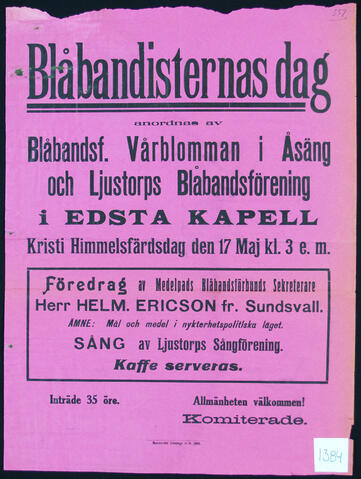 357
Blåbandisternas dag
anordnas av
Blåbandsf. Vårblomman i Åsäng
och Ljustorps Blåbandsförening
i EDSTA KAPELL
Kristi Himmelsfärdsdag den 17 Maj kl. 3 e. m.
Föredrag av Medelpads Blåbandsförbunds Sekreterare
Herr HELM. ERICSON fr. Sundsvall.
ÄMNE: Mål och medel i nykterhetspolitiska läget.
SÅNG av Ljustorps Sångförening.
Kaffe serveras.
Inträde 35 öre.
Allmänheten välkommen!
Komiterade.
1384